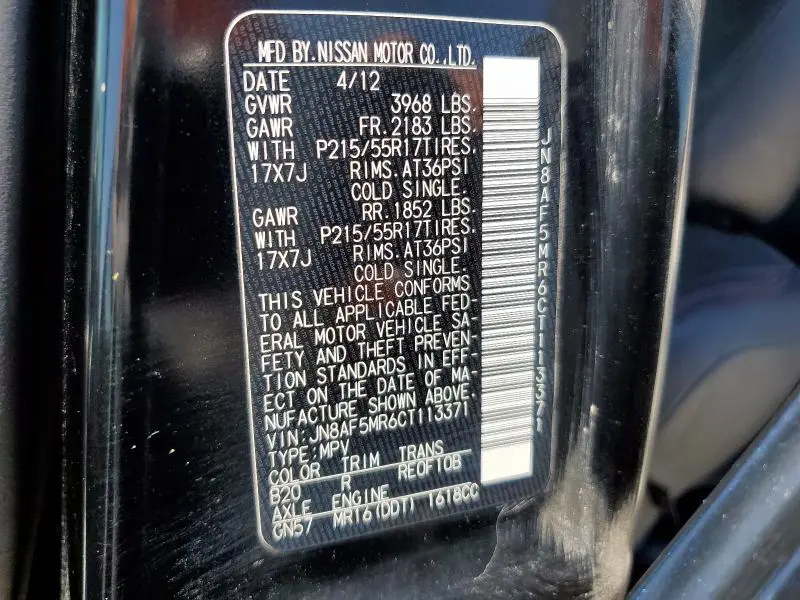 MFD BY.NISSAN MOTOR CO.,LTD.
DATE 4/12
GVWR 3968 LBS.
GAWR FR.2183 LBS.
WITH P215/55R17TIRES.
17X7J RIMS.AT36PSI
COLD SINGLE.
GAWR RR.1852 LBS.
WITH P215/55R17TIRES.
17X7J RIMS.AT36PSI
COLD SINGLE.
THIS VEHICLE CONFORMS
TO ALL APPLICABLE FED-
ERAL MOTOR VEHICLE SA-
FETY AND THEFT PREVEN-
TION STANDARDS IN EFF-
ECT ON THE DATE OF MA-
NUFACTURE SHOWN ABOVE.
VIN:JN8AF5MR6CT113371
TYPE:MPV
COLOR TRIM TRANS
B20 R RE0F10B
AXLE ENGINE
GN57 MR16(DDT) 1618CC
JN8AF5MR6CT113371